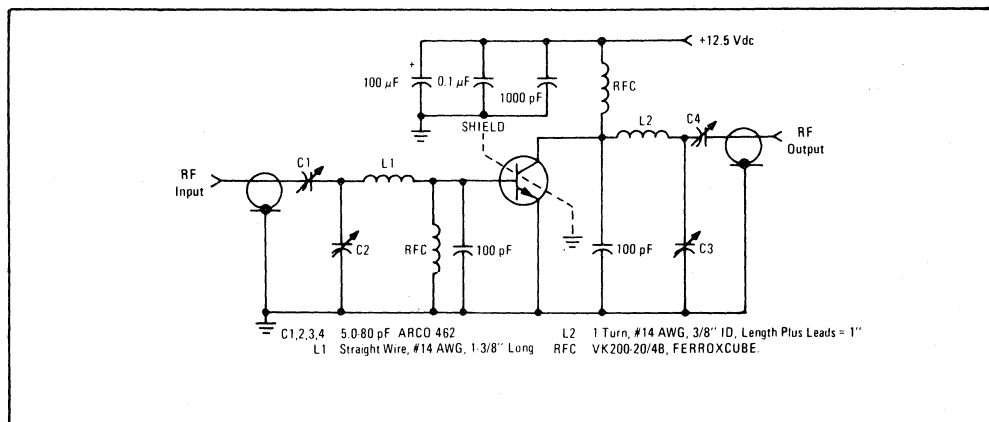 +12.5 Vdc
+
100 µF
0.1 µF
1000 pF
RFC
SHIELD
L2
C4
RF
Output
C1
L1
RF
Input
C2
RFC
100 pF
100 pF
C3
C1,2,3,4 5.0-80 pF ARCO 462
L1 Straight Wire, #14 AWG, 1-3/8'' Long
L2 1 Turn, #14 AWG, 3/8'' ID, Length Plus Leads = 1''
RFC VK200-20/4B, FERROXCUBE.